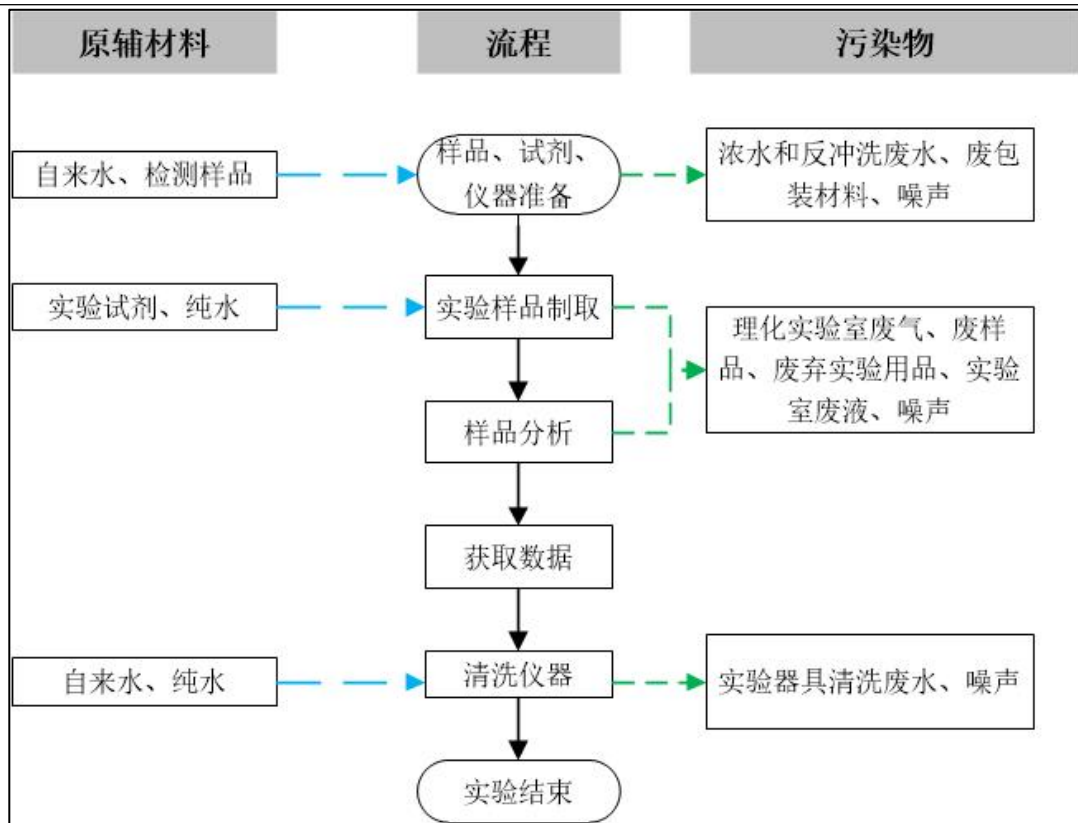 原辅材料
流程
污染物
自来水、检测样品
样品、试剂、
仪器准备
浓水和反冲洗废水、废包
装材料、噪声
实验试剂、纯水
实验样品制取
理化实验室废气、废样
品、废弃实验用品、实验
室废液、噪声
样品分析
获取数据
自来水、纯水
清洗仪器
实验器具清洗废水、噪声
实验结束